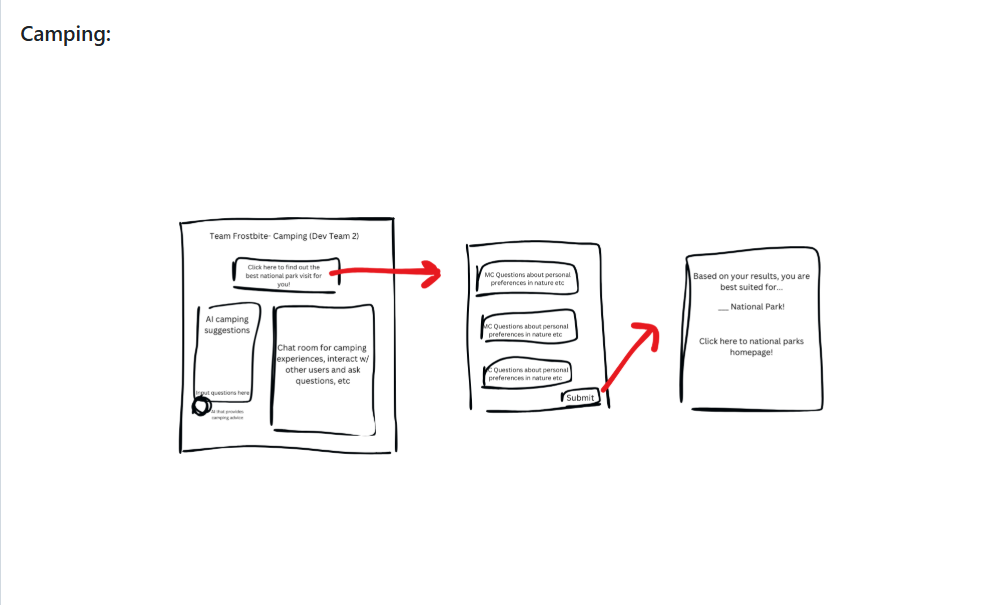 Camping:
Team Frostbite- Camping (Dev Team 2)
Click here to find out the
best national park visit for
you!
AI camping
suggestions
Input questions here
AI that provides
camping advice
Chat room for camping
experiences, interact w/
other users and ask
questions, etc
MC Questions about personal
preferences in nature etc
MC Questions about personal
preferences in nature etc
MC Questions about personal
preferences in nature etc
Submit
Based on your results, you are
best suited for...
__ National Park!
Click here to national parks
homepage!